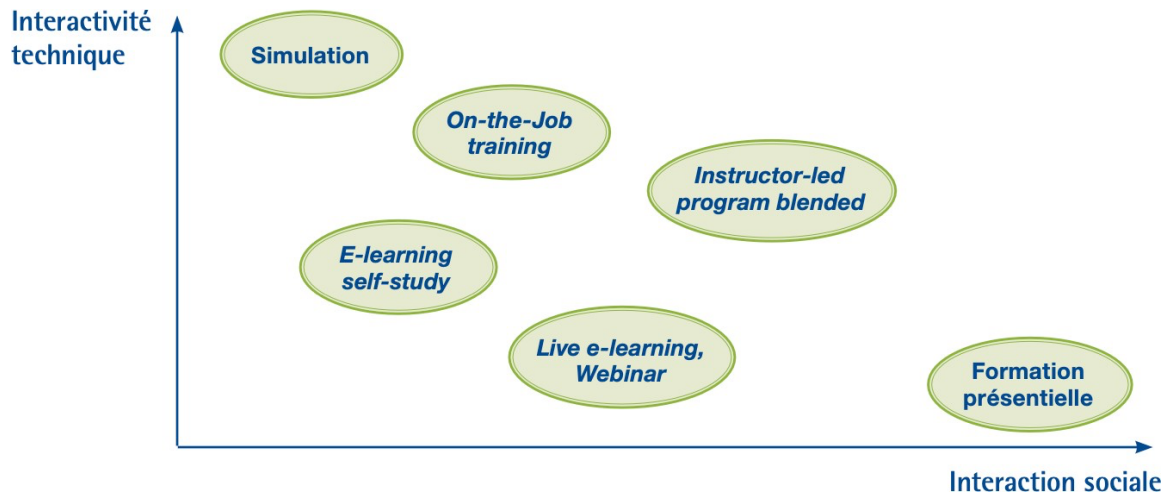 Interactivité
technique
Simulation
On-the-Job
training
Instructor-led
program blended
E-learning
self-study
Live e-learning,
Webinar
Formation
présentielle
Interaction sociale